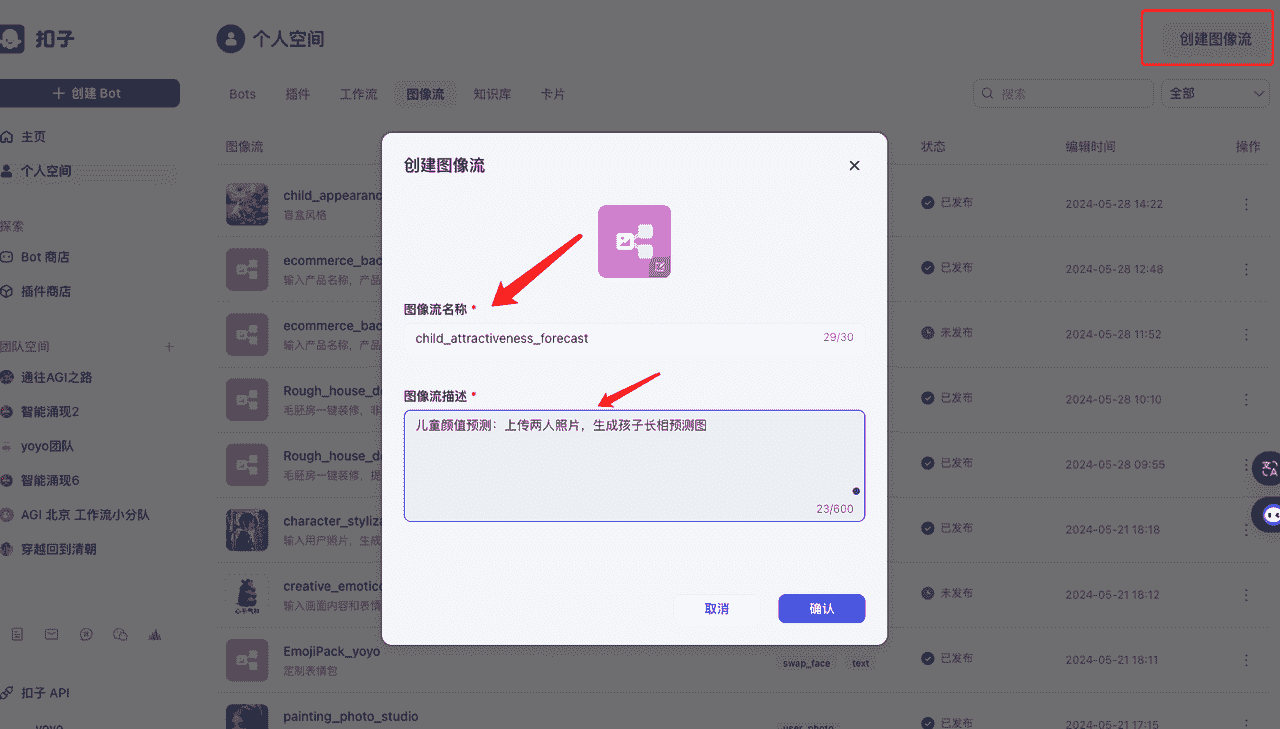 扣子
个人空间
创建图像流
创建 Bot
Bots 插件 工作流 图像流 知识库 卡片
搜索
全部
主页
个人空间
探索
Bot 商店
插件商店
团队空间
通往AGI之路
智能涌现2
yoyo团队
智能涌现6
AGI 北京 工作流小分队
穿越回到清朝
扣子 API
yoyo
图像流 状态 编辑时间 操作
child_appearanc
盲盒风格
已发布 2024-05-28 14:22
ecommerce_bac
输入产品名称，产品
已发布 2024-05-28 12:48
ecommerce_bac
输入产品名称，产品
未发布 2024-05-28 11:52
Rough_house_de
毛胚房一键装修，非
已发布 2024-05-28 10:10
Rough_house_de
毛胚房一键装修，提
已发布 2024-05-28 09:55
character_styliza
输入用户照片，生成
已发布 2024-05-21 18:18
creative_emotico
输入画面内容和表情
未发布 2024-05-21 18:12
EmojiPack_yoyo
定制表情包
swap_face text
已发布 2024-05-21 18:11
painting_photo_studio
user_photo
已发布 2024-05-21 17:15
创建图像流
图像流名称 *
child_attractiveness_forecast 29/30
图像流描述 *
儿童颜值预测：上传两人照片，生成孩子长相预测图
23/600
取消 确认